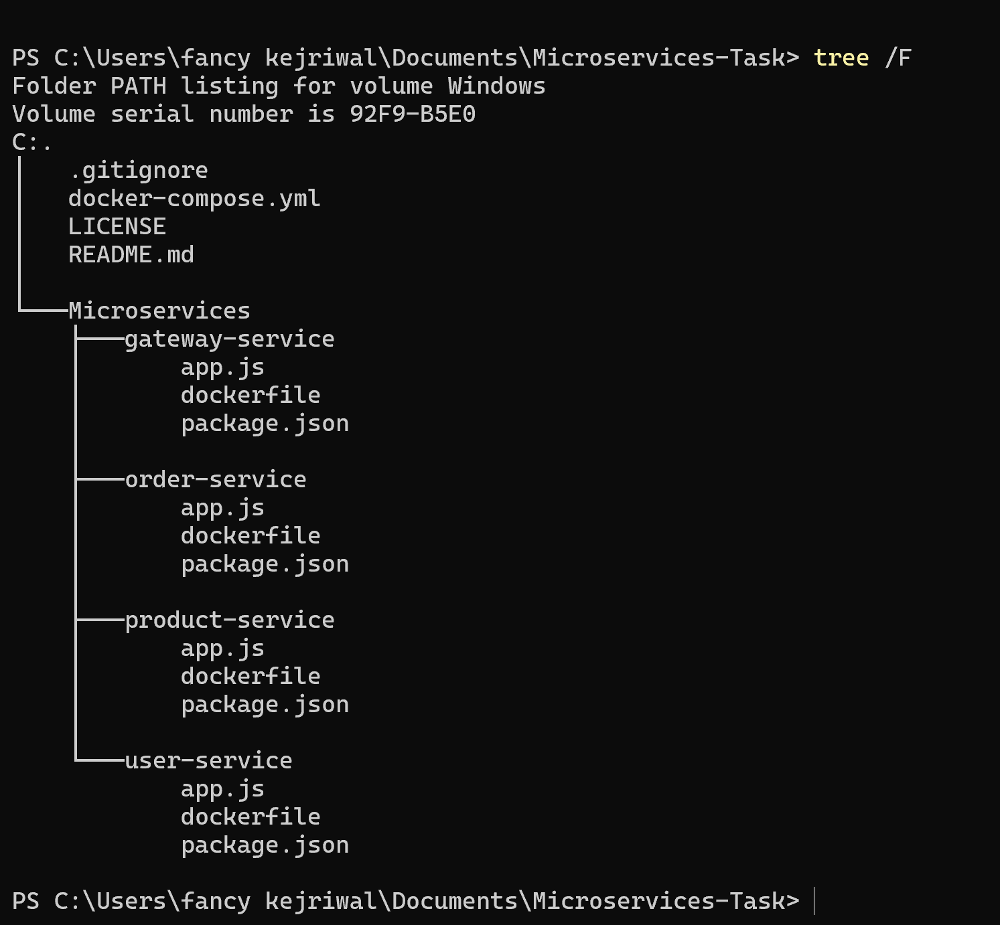 PS C:\Users\fancy kejriwal\Documents\Microservices-Task> tree /F
Folder PATH listing for volume Windows
Volume serial number is 92F9-B5E0
C:.
│   .gitignore
│   docker-compose.yml
│   LICENSE
│   README.md
│
└───Microservices
    ├───gateway-service
    │       app.js
    │       dockerfile
    │       package.json
    │
    ├───order-service
    │       app.js
    │       dockerfile
    │       package.json
    │
    ├───product-service
    │       app.js
    │       dockerfile
    │       package.json
    │
    └───user-service
            app.js
            dockerfile
            package.json

PS C:\Users\fancy kejriwal\Documents\Microservices-Task>